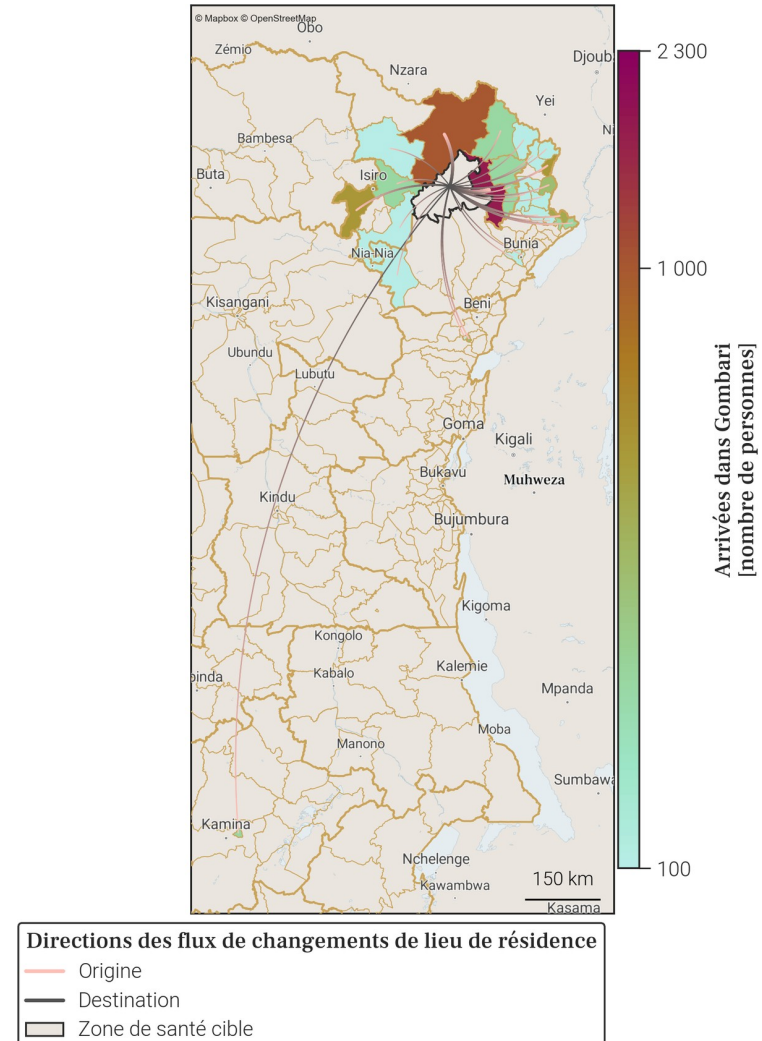 © Mapbox © OpenStreetMap
Obo
Zémio
Nzara
Djoub
Yei
Bambesa
Buta
Isiro
Bunia
Nia-Nia
Kisangani
Beni
Ubundu
Lubutu
Goma
Kigali
Bukavu
Muhweza
Kindu
Bujumbura
Kigoma
Kongolo
Kalemie
Kabalo
Mpanda
Moba
Manono
Sumbawa
Kamina
Nchelenge
Kawambwa
150 km
Kasama
2 300
1 000
100
Arrivées dans Gombari
[nombre de personnes]
Directions des flux de changements de lieu de résidence
Origine
Destination
Zone de santé cible